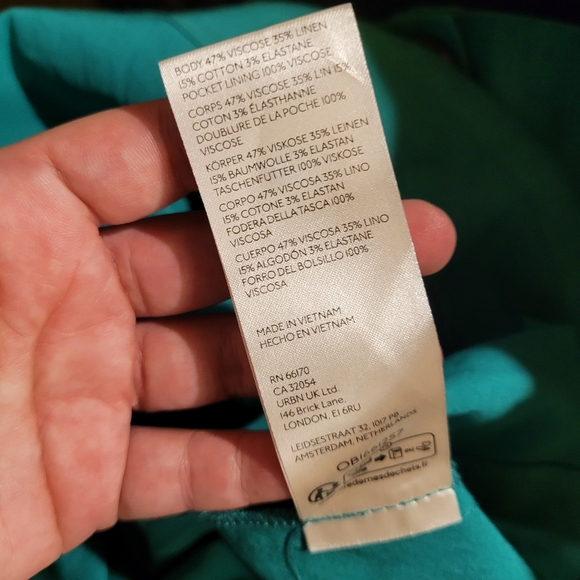 BODY 47% VISCOSE 35% LINEN
15% COTTON 3% ELASTANE
POCKET LINING 100% VISCOSE
CORPS 47% VISCOSE 35% LIN 15%
COTON 3% ÉLASTHANNE
DOUBLURE DE LA POCHE 100%
VISCOSE
KÖRPER 47% VISKOSE 35% LEINEN
15% BAUMWOLLE 3% ELASTAN
TASCHENFUTTER 100% VISKOSE
CORPO 47% VISCOSA 35% LINO
15% COTONE 3% ELASTAN
FODERA DELLA TASCA 100%
VISCOSA
CUERPO 47% VISCOSA 35% LINO
15% ALGODÓN 3% ELASTANE
FORRO DEL BOLSILLO 100%
VISCOSA
MADE IN VIETNAM
HECHO EN VIETNAM
RN 66170
CA 32054
URBN UK Ltd.
146 Brick Lane,
LONDON, E1 6RU
LEIDSESTRAAT 32, 1017 PB
AMSTERDAM, NETHERLANDS
OU